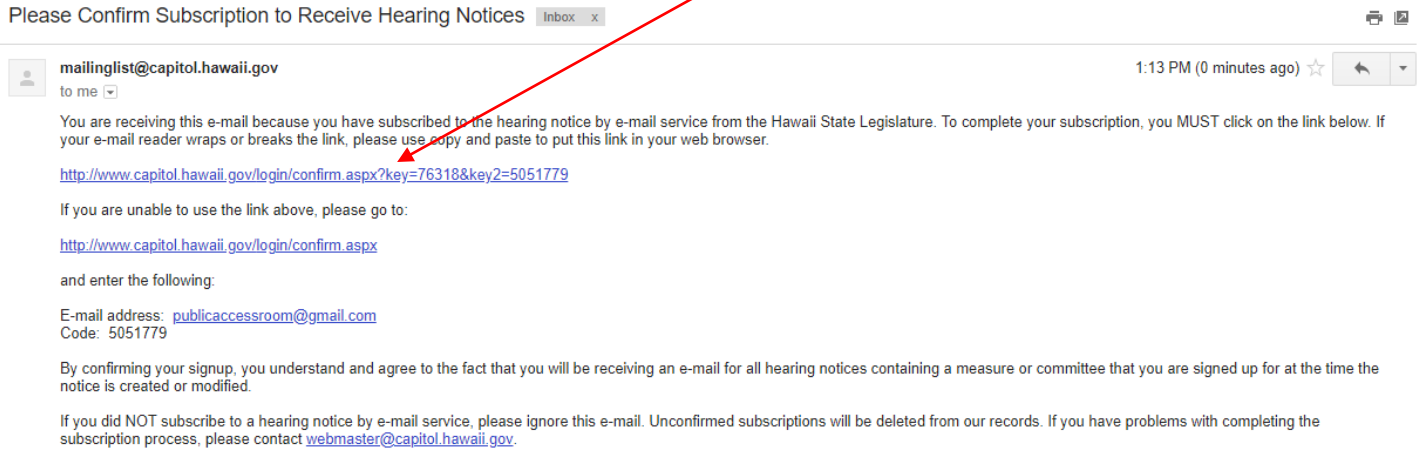 Please Confirm Subscription to Receive Hearing Notices Inbox x
mailinglist@capitol.hawaii.gov 1:13 PM (0 minutes ago)
to me
You are receiving this e-mail because you have subscribed to the hearing notice by e-mail service from the Hawaii State Legislature. To complete your subscription, you MUST click on the link below. If
your e-mail reader wraps or breaks the link, please use copy and paste to put this link in your web browser.
http://www.capitol.hawaii.gov/login/confirm.aspx?key=76318&key2=5051779
If you are unable to use the link above, please go to:
http://www.capitol.hawaii.gov/login/confirm.aspx
and enter the following:
E-mail address: publicaccessroom@gmail.com
Code: 5051779
By confirming your signup, you understand and agree to the fact that you will be receiving an e-mail for all hearing notices containing a measure or committee that you are signed up for at the time the
notice is created or modified.
If you did NOT subscribe to a hearing notice by e-mail service, please ignore this e-mail. Unconfirmed subscriptions will be deleted from our records. If you have problems with completing the
subscription process, please contact webmaster@capitol.hawaii.gov.